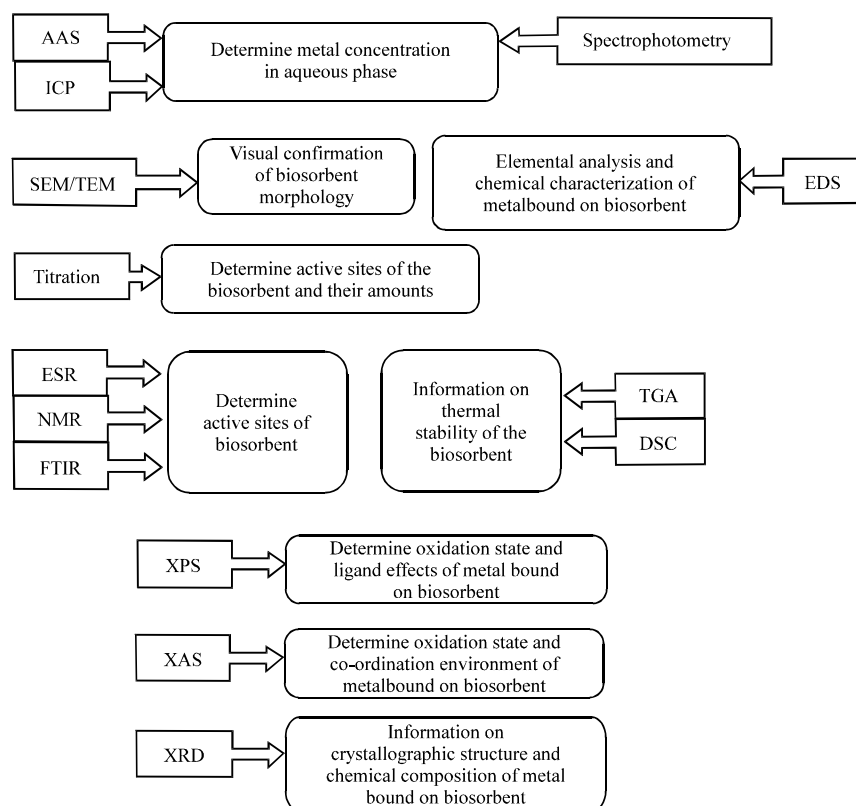 AAS
ICP
Determine metal concentration
in aqueous phase
Spectrophotometry
SEM/TEM
Visual confirmation
of biosorbent
morphology
Elemental analysis and
chemical characterization of
metalbound on biosorbent
EDS
Titration
Determine active sites of the
biosorbent and their amounts
ESR
NMR
FTIR
Determine
active sites of
biosorbent
Information on
thermal
stability of the
biosorbent
TGA
DSC
XPS
Determine oxidation state and
ligand effects of metal bound
on biosorbent
XAS
Determine oxidation state and
co-ordination environment of
metalbound on biosorbent
XRD
Information on
crystallographic structure and
chemical composition of metal
bound on biosorbent